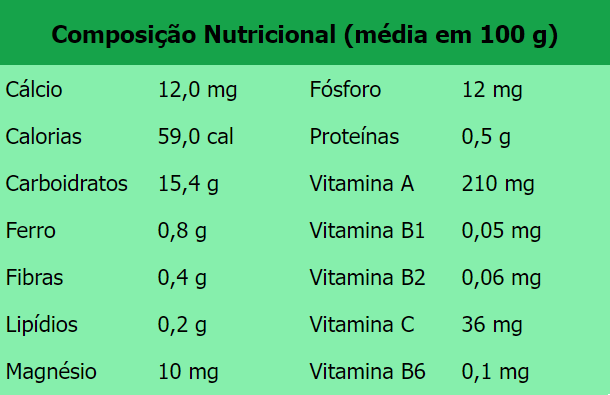 Composição Nutricional (média em 100 g)
Cálcio 12,0 mg Fósforo 12 mg
Calorias 59,0 cal Proteínas 0,5 g
Carboidratos 15,4 g Vitamina A 210 mg
Ferro 0,8 g Vitamina B1 0,05 mg
Fibras 0,4 g Vitamina B2 0,06 mg
Lipídios 0,2 g Vitamina C 36 mg
Magnésio 10 mg Vitamina B6 0,1 mg